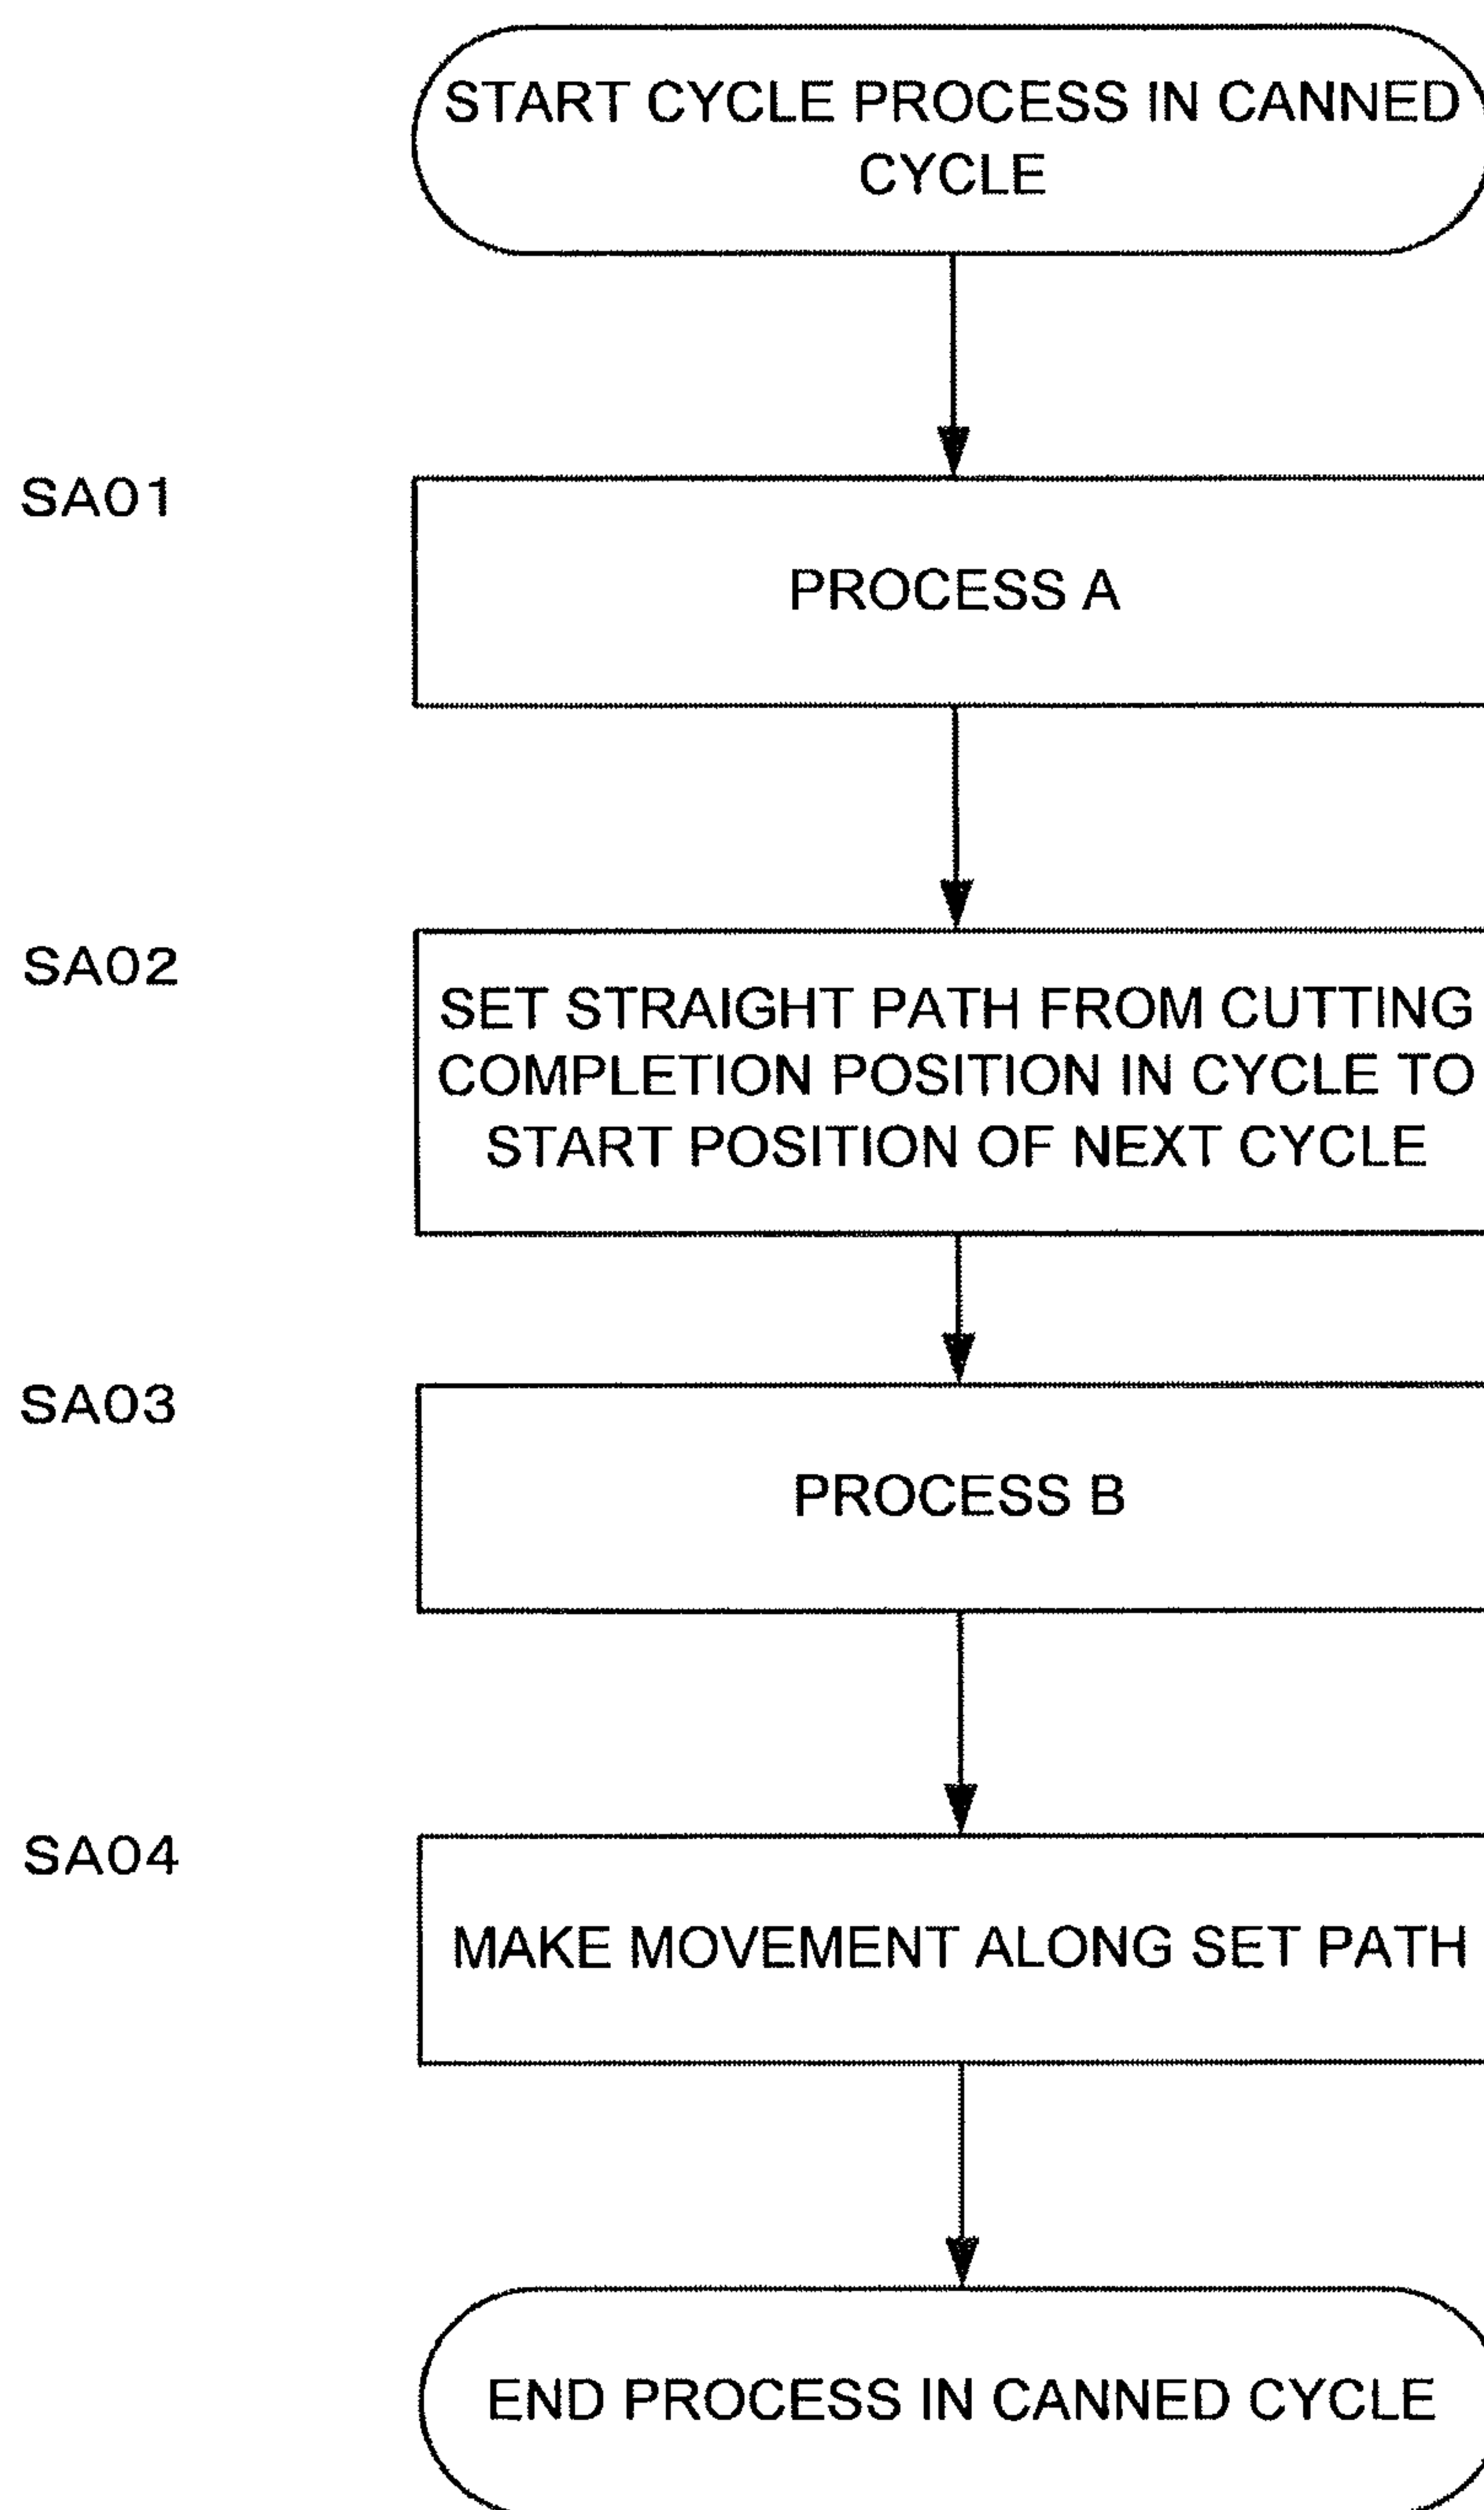 START CYCLE PROCESS IN CANNED
CYCLE
SA01
PROCESS A
SA02
SET STRAIGHT PATH FROM CUTTING
COMPLETION POSITION IN CYCLE TO
START POSITION OF NEXT CYCLE
SA03
PROCESS B
SA04
MAKE MOVEMENT ALONG SET PATH
END PROCESS IN CANNED CYCLE